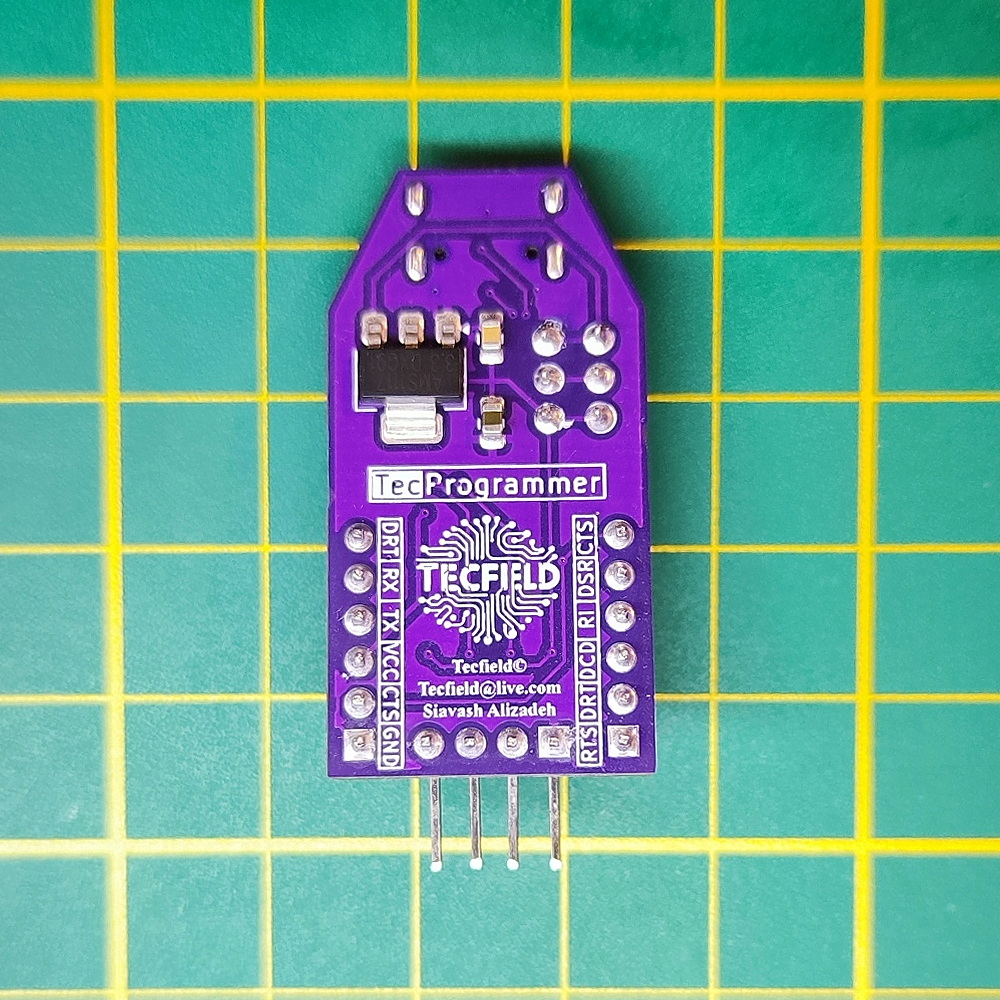 AMS1117
TecProgrammer
DRT
RX
TX
VCC
CTS
GND
TECFIELD
Tecfield©
Tecfield@live.com
Siavash Alizadeh
CTS
DSR
RI
DCD
DRT
RTS